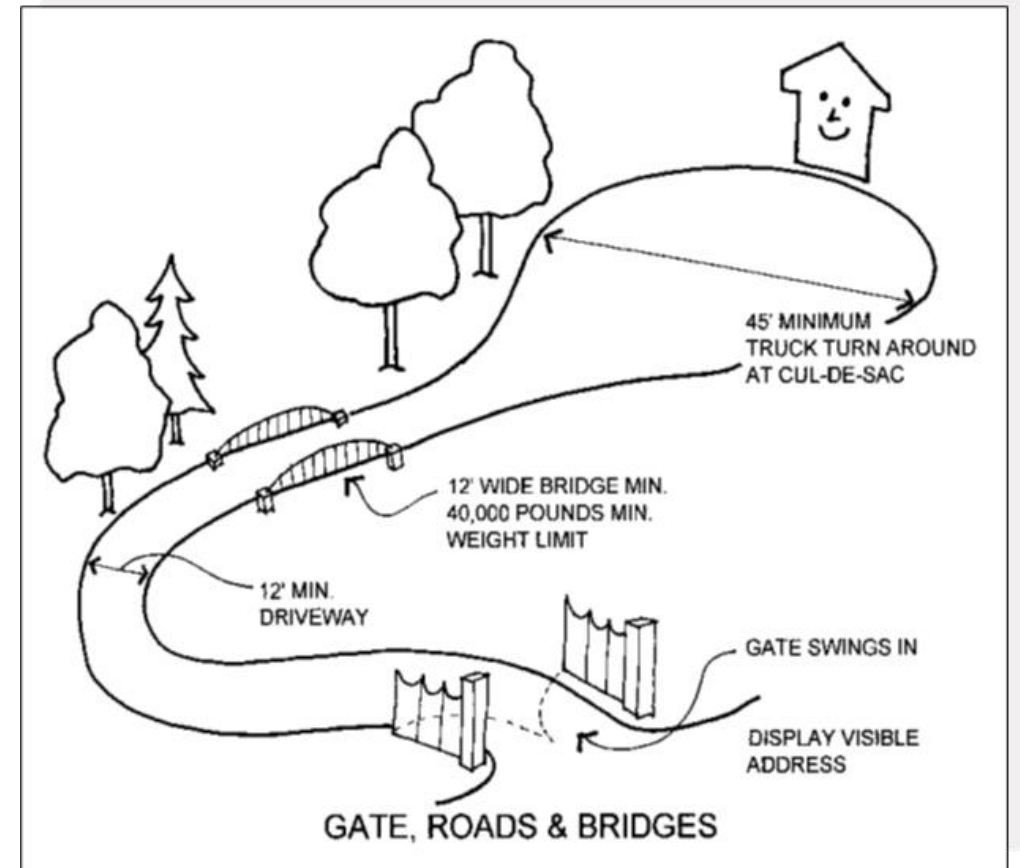 45' MINIMUM
TRUCK TURN AROUND
AT CUL-DE-SAC
12' WIDE BRIDGE MIN.
40,000 POUNDS MIN.
WEIGHT LIMIT
12' MIN.
DRIVEWAY
GATE SWINGS IN
DISPLAY VISIBLE
ADDRESS
GATE, ROADS & BRIDGES